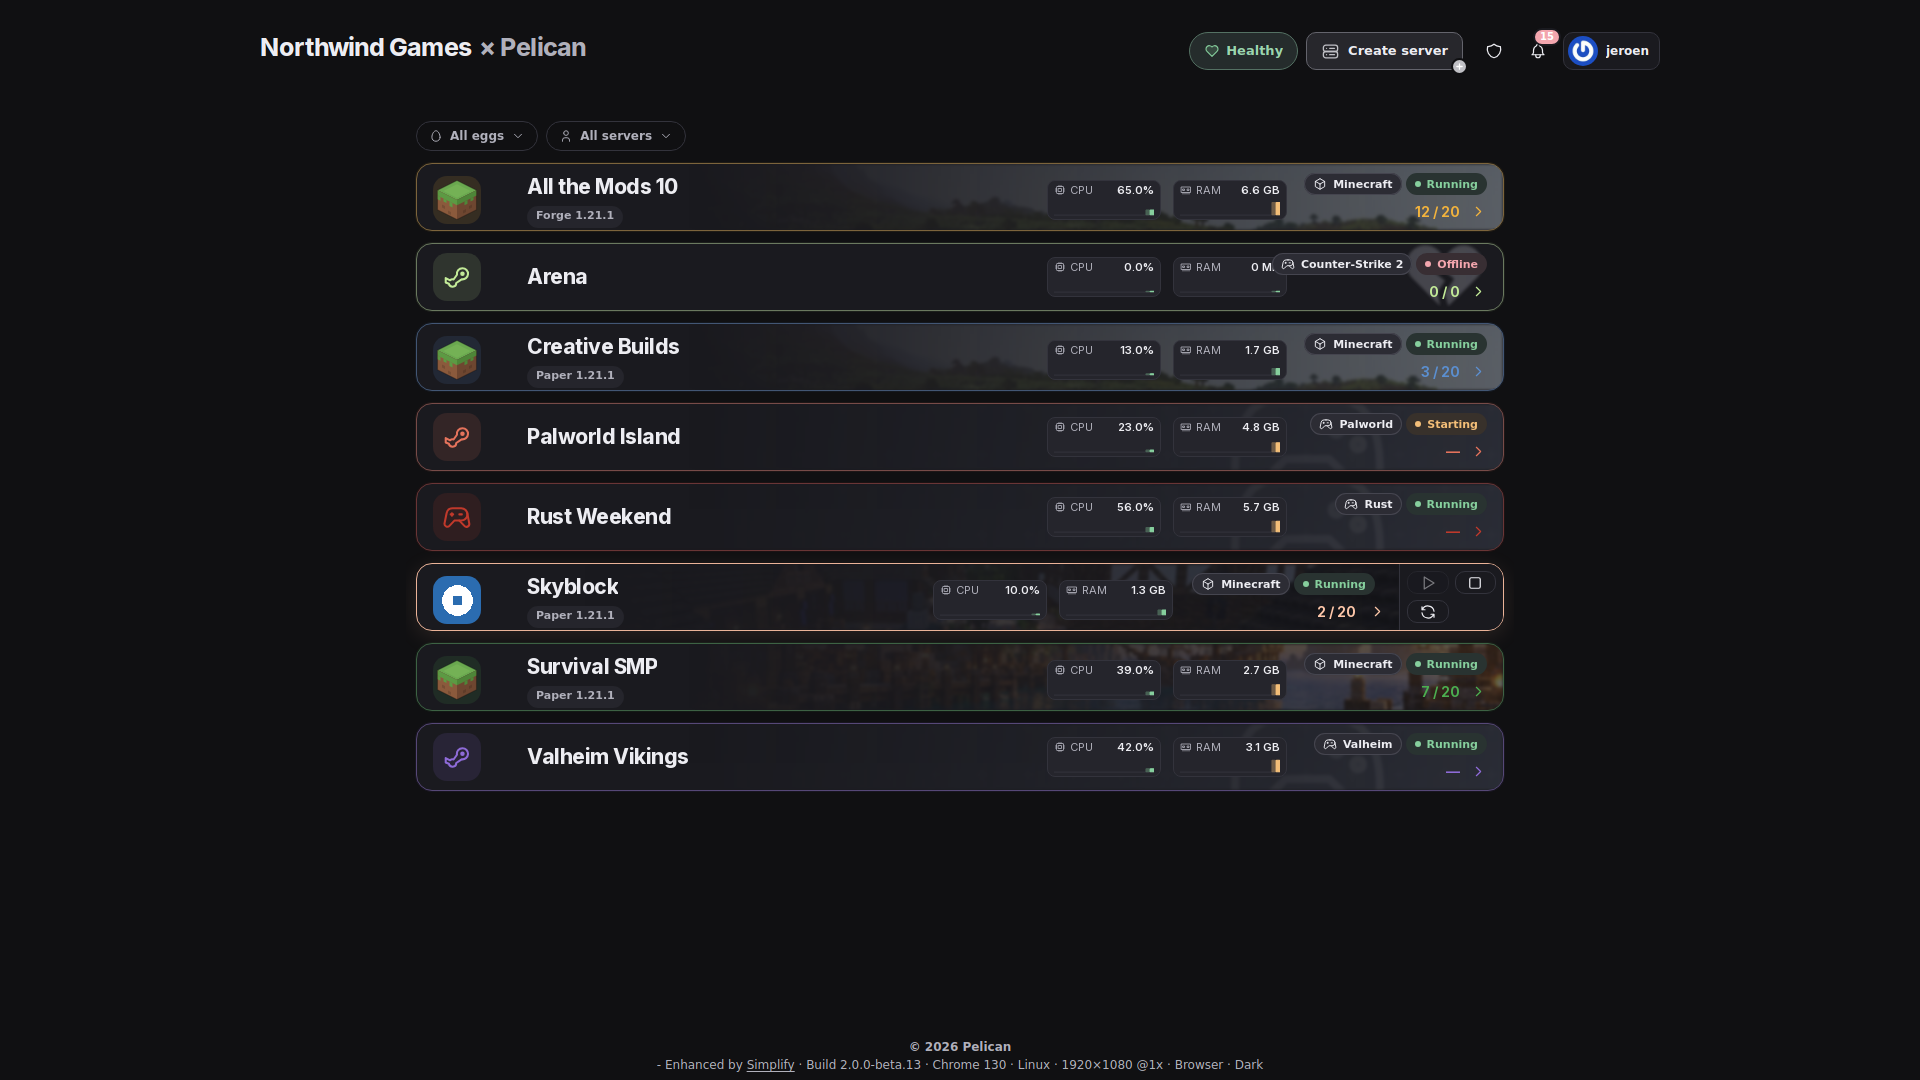 Northwind Games × Pelican
Healthy
Create server
15
jeroen
All eggs
All servers
All the Mods 10
Forge 1.21.1
CPU 65.0%
RAM 6.6 GB
Minecraft
Running
12 / 20
Arena
CPU 0.0%
RAM 0 M
Counter-Strike 2
Offline
0 / 0
Creative Builds
Paper 1.21.1
CPU 13.0%
RAM 1.7 GB
Minecraft
Running
3 / 20
Palworld Island
CPU 23.0%
RAM 4.8 GB
Palworld
Starting
—
Rust Weekend
CPU 56.0%
RAM 5.7 GB
Rust
Running
—
Skyblock
Paper 1.21.1
CPU 10.0%
RAM 1.3 GB
Minecraft
Running
2 / 20
Survival SMP
Paper 1.21.1
CPU 39.0%
RAM 2.7 GB
Minecraft
Running
7 / 20
Valheim Vikings
CPU 42.0%
RAM 3.1 GB
Valheim
Running
—
© 2026 Pelican
- Enhanced by Simplify · Build 2.0.0-beta.13 · Chrome 130 · Linux · 1920×1080 @1x · Browser · Dark